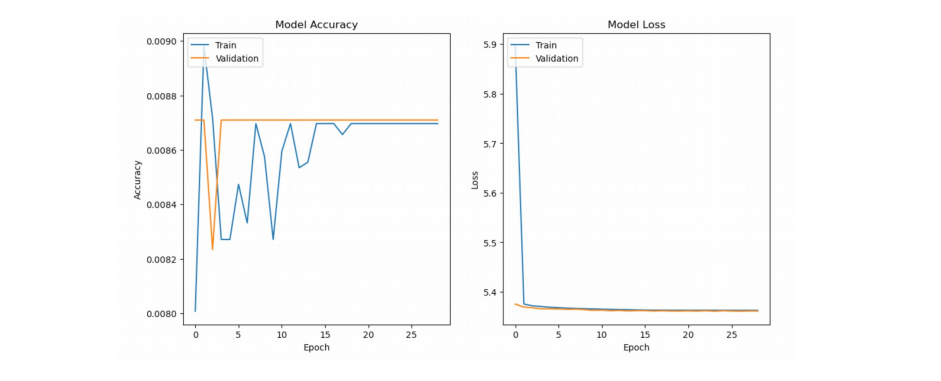 Model Accuracy
Train
Validation
0.0090
0.0088
0.0086
0.0084
0.0082
0.0080
Accuracy
0
5
10
15
20
25
Epoch
Model Loss
Train
Validation
5.9
5.8
5.7
5.6
5.5
5.4
Loss
0
5
10
15
20
25
Epoch